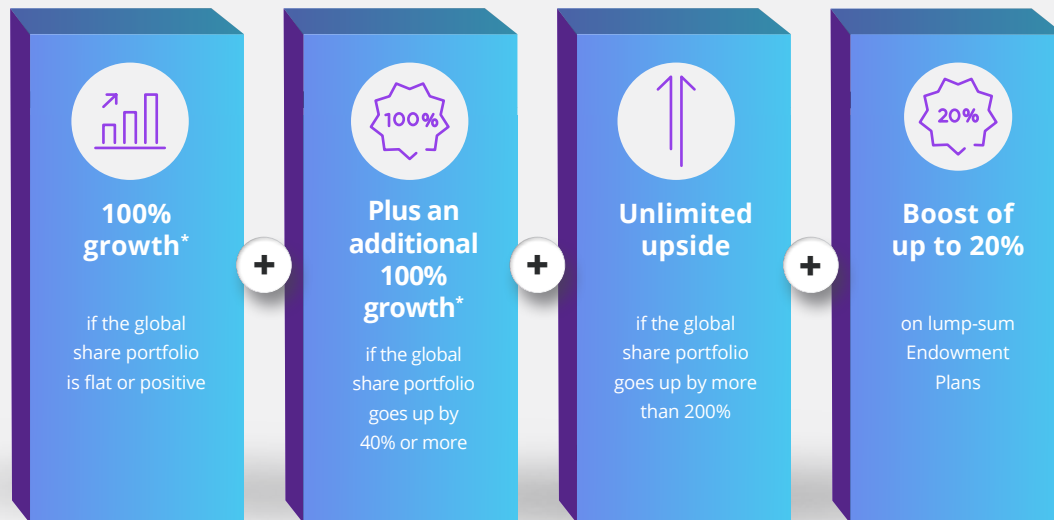 100%
growth*
if the global
share portfolio
is flat or positive
+
100%
Plus an
additional
100%
growth*
if the global
share portfolio
goes up by
40% or more
+
Unlimited
upside
if the global
share portfolio
goes up by more
than 200%
+
20%
Boost of
up to 20%
on lump-sum
Endowment
Plans